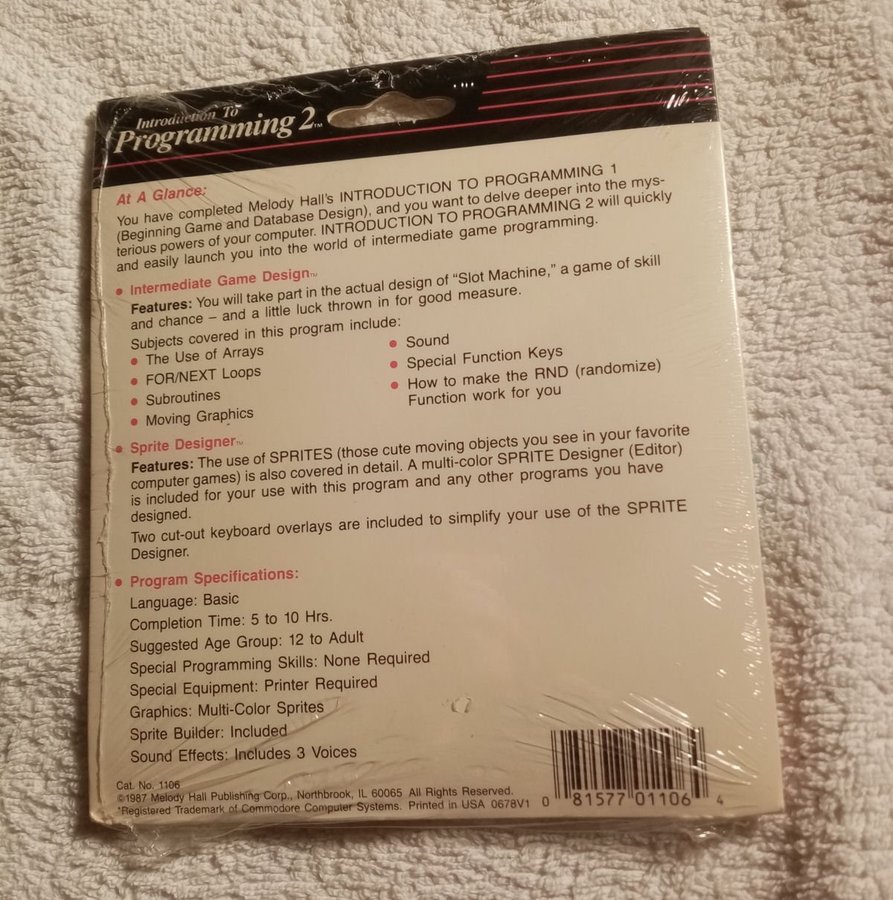 Introduction To
Programming 2™
At A Glance:
You have completed Melody Hall's INTRODUCTION TO PROGRAMMING 1
(Beginning Game and Database Design), and you want to delve deeper into the mys-
terious powers of your computer. INTRODUCTION TO PROGRAMMING 2 will quickly
and easily launch you into the world of intermediate game programming.
• Intermediate Game Design™
Features: You will take part in the actual design of "Slot Machine," a game of skill
and chance – and a little luck thrown in for good measure.
Subjects covered in this program include:
• The Use of Arrays
• FOR/NEXT Loops
• Subroutines
• Moving Graphics
• Sound
• Special Function Keys
• How to make the RND (randomize)
Function work for you
• Sprite Designer™
Features: The use of SPRITES (those cute moving objects you see in your favorite
computer games) is also covered in detail. A multi-color SPRITE Designer (Editor)
is included for your use with this program and any other programs you have
designed.
Two cut-out keyboard overlays are included to simplify your use of the SPRITE
Designer.
• Program Specifications:
Language: Basic
Completion Time: 5 to 10 Hrs.
Suggested Age Group: 12 to Adult
Special Programming Skills: None Required
Special Equipment: Printer Required
Graphics: Multi-Color Sprites
Sprite Builder: Included
Sound Effects: Includes 3 Voices
Cat. No. 1106
©1987 Melody Hall Publishing Corp., Northbrook, IL 60065 All Rights Reserved.
*Registered Trademark of Commodore Computer Systems. Printed in USA 0678V1
0 81577 01106 4